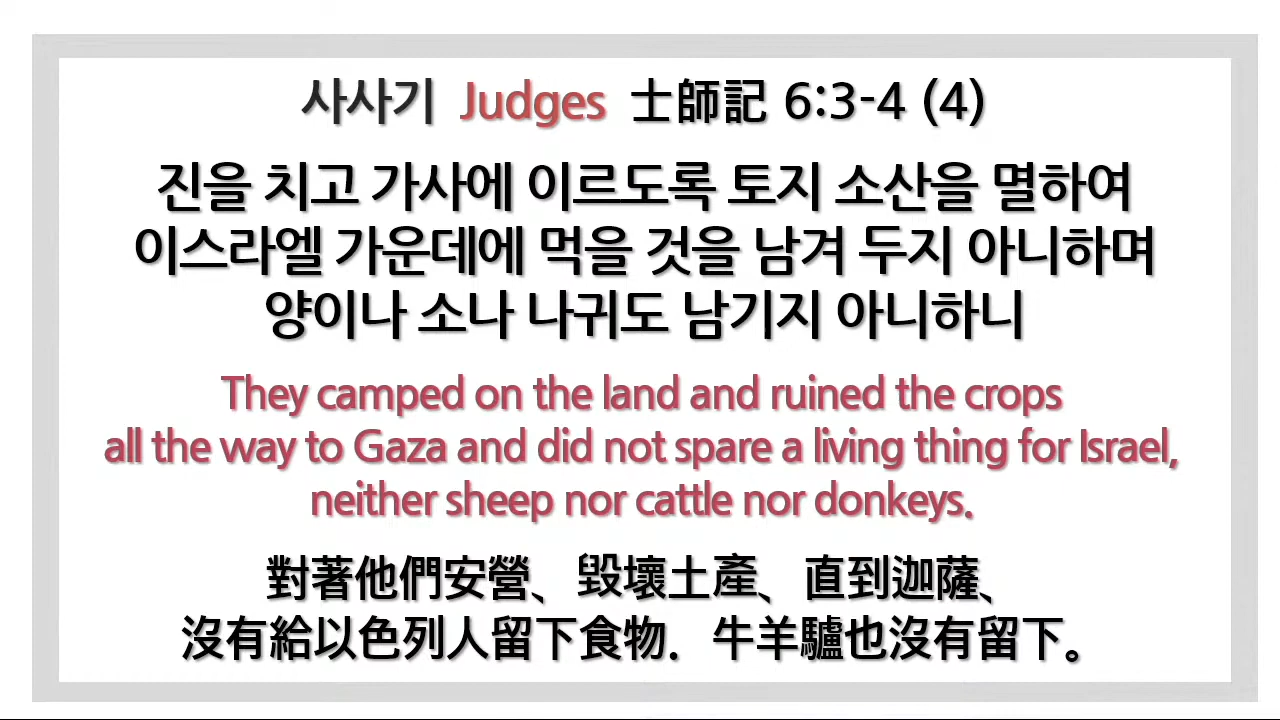 사사기 Judges 士師記 6:3-4 (4)
진을 치고 가사에 이르도록 토지 소산을 멸하여
이스라엘 가운데에 먹을 것을 남겨 두지 아니하며
양이나 소나 나귀도 남기지 아니하니
They camped on the land and ruined the crops
all the way to Gaza and did not spare a living thing for Israel,
neither sheep nor cattle nor donkeys.
對著他們安營、毀壞土產、直到迦薩、
沒有給以色列人留下食物．牛羊驢也沒有留下。